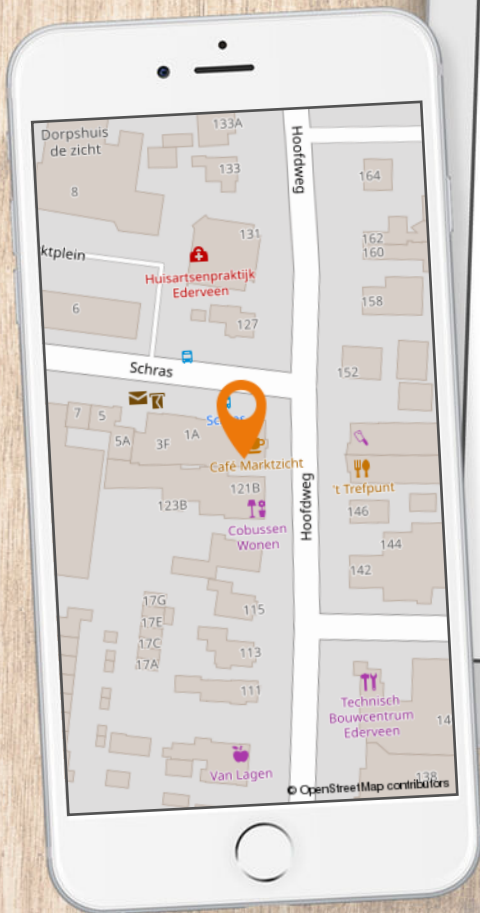 133A
Dorpshuis
de zicht
Hoofdweg
133
164
8
131
162
160
ktplein
Huisartsenpraktijk
Ederveen
158
6
127
Schras
152
7
5
5A
3F
1A
Café Marktzicht
't Trefpunt
121B
123B
146
Cobussen
Wonen
Hoofdweg
144
142
17G
17E
17C
17A
115
113
111
Technisch
Bouwcentrum
Ederveen
14
Van Lagen
138
© OpenStreetMap contributors